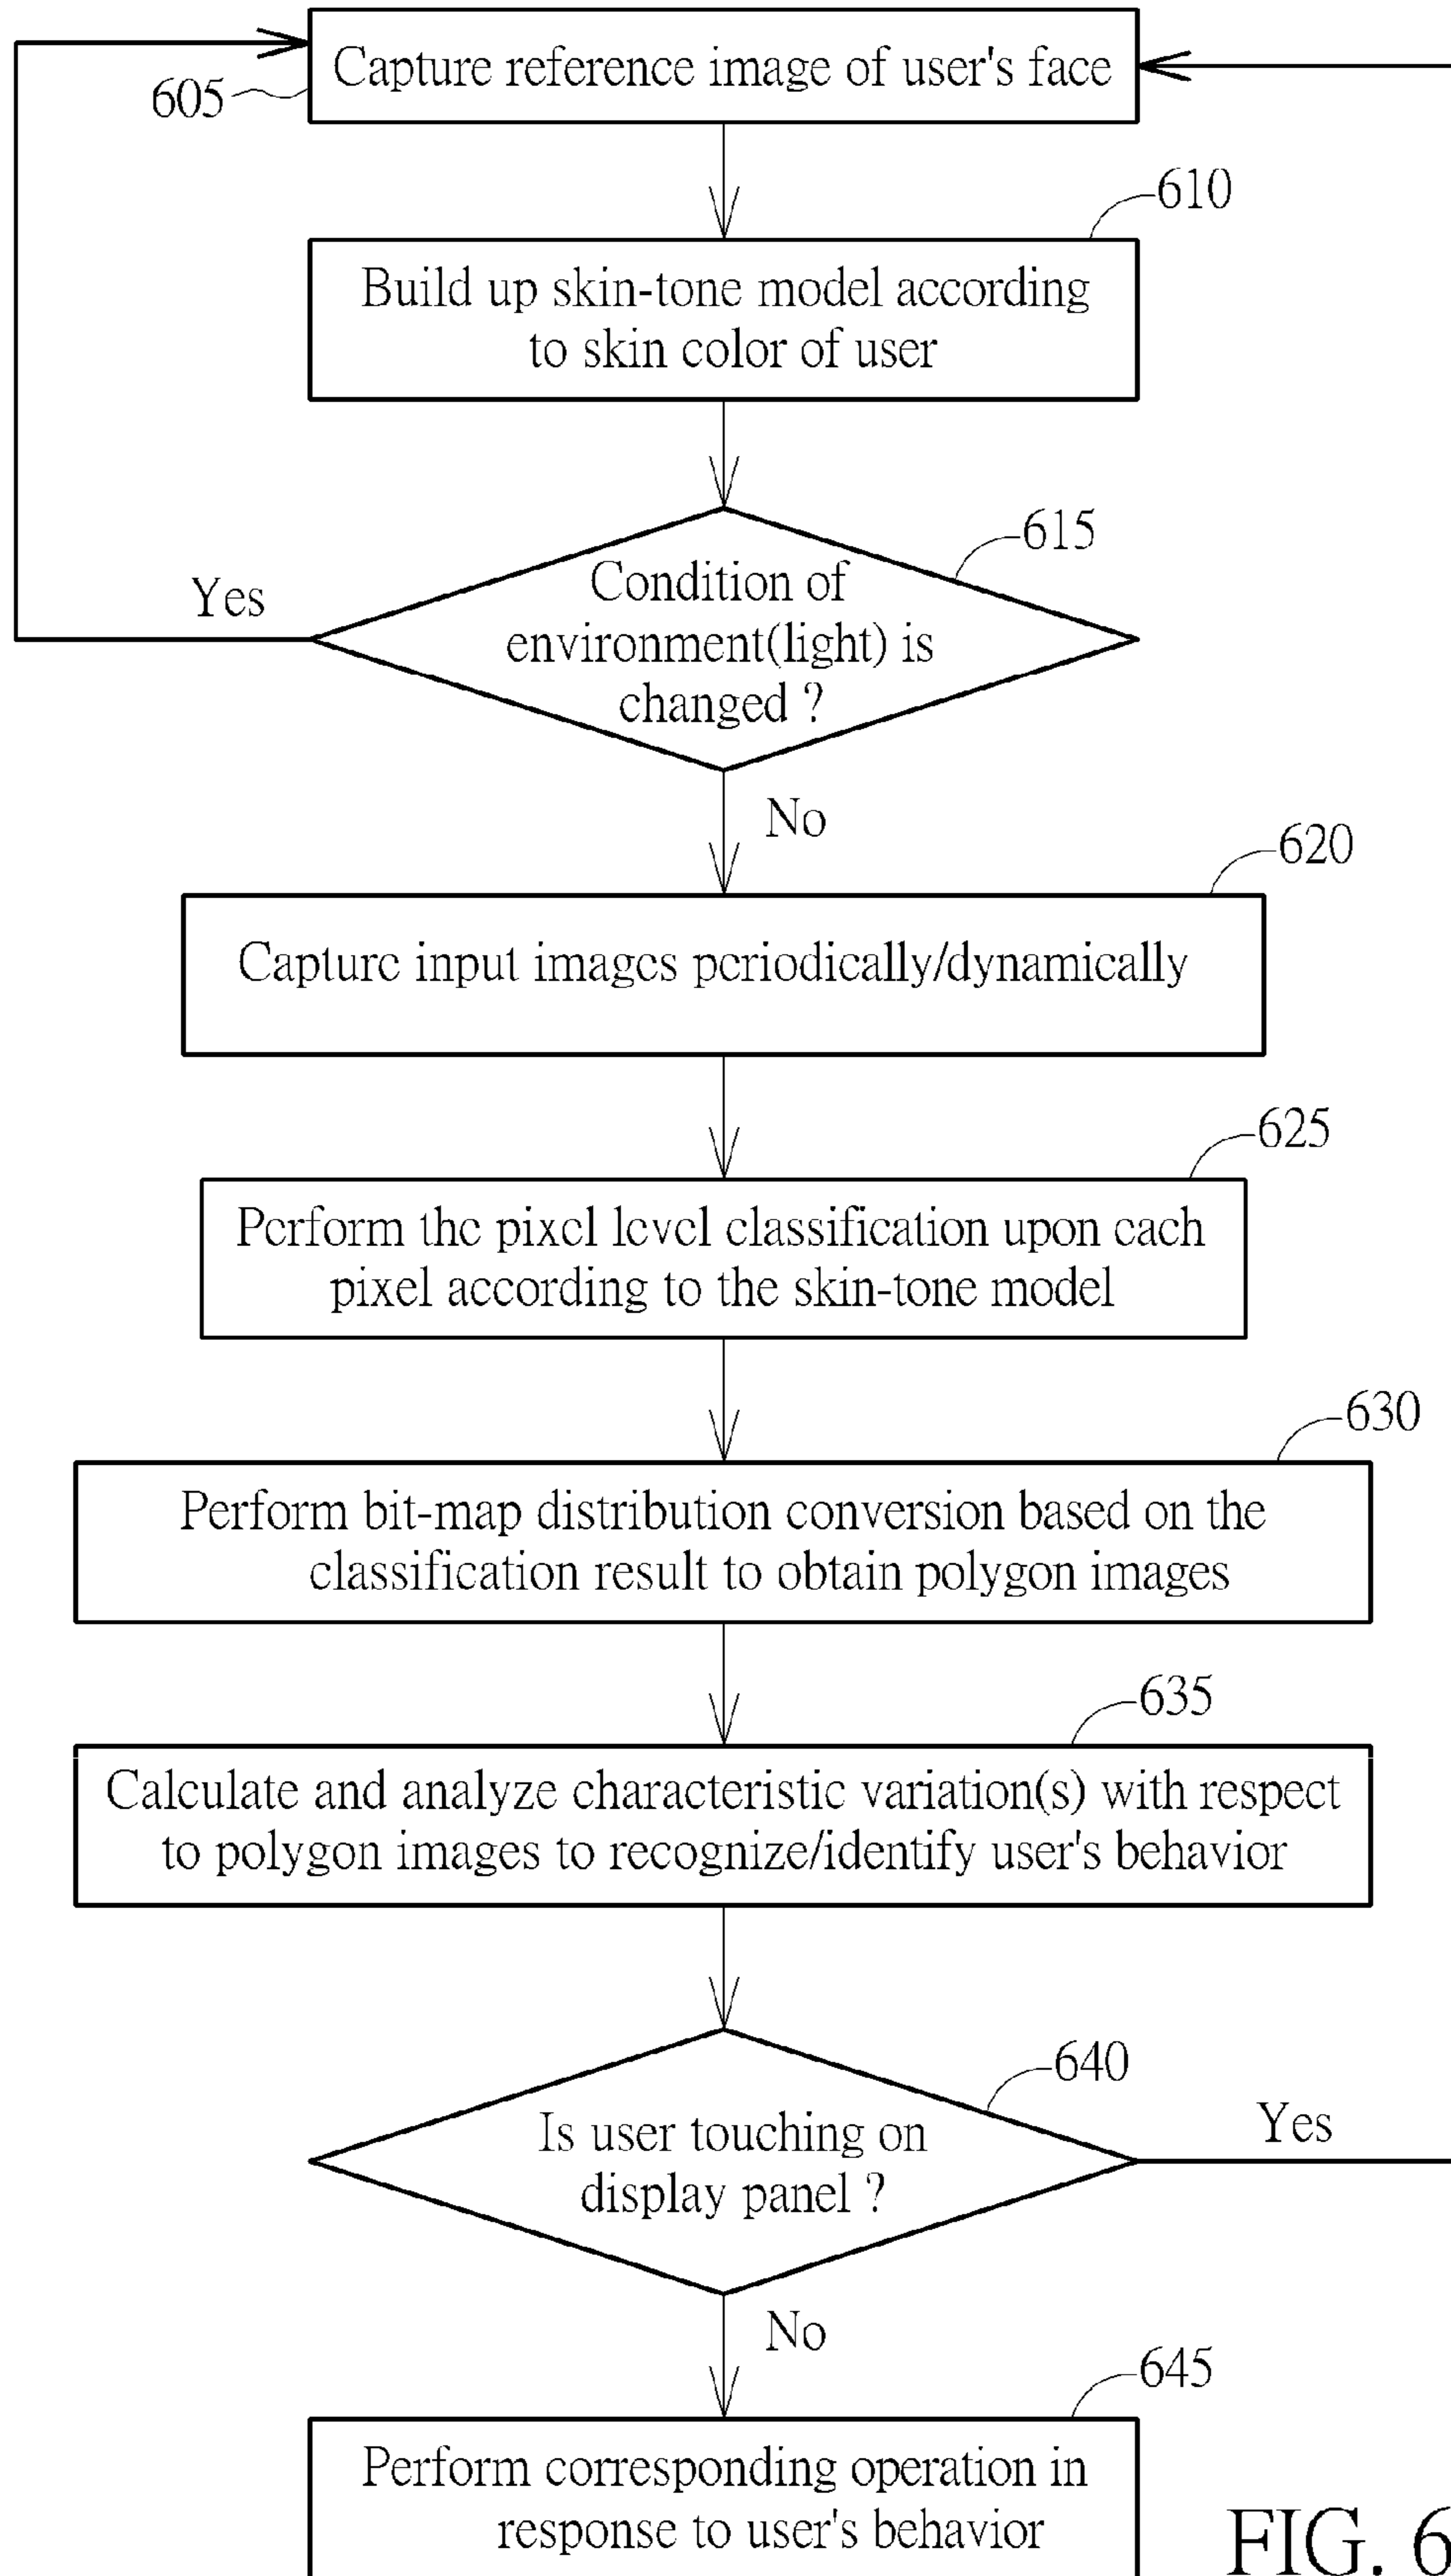 Capture reference image of user's face
605
610
Build up skin-tone model according
to skin color of user
615
Condition of
environment(light) is
changed ?
Yes
No
620
Capture input images periodically/dynamically
625
Perform the pixel level classification upon each
pixel according to the skin-tone model
630
Perform bit-map distribution conversion based on the
classification result to obtain polygon images
635
Calculate and analyze characteristic variation(s) with respect
to polygon images to recognize/identify user's behavior
640
Is user touching on
display panel ?
Yes
No
645
Perform corresponding operation in
response to user's behavior
FIG. 6